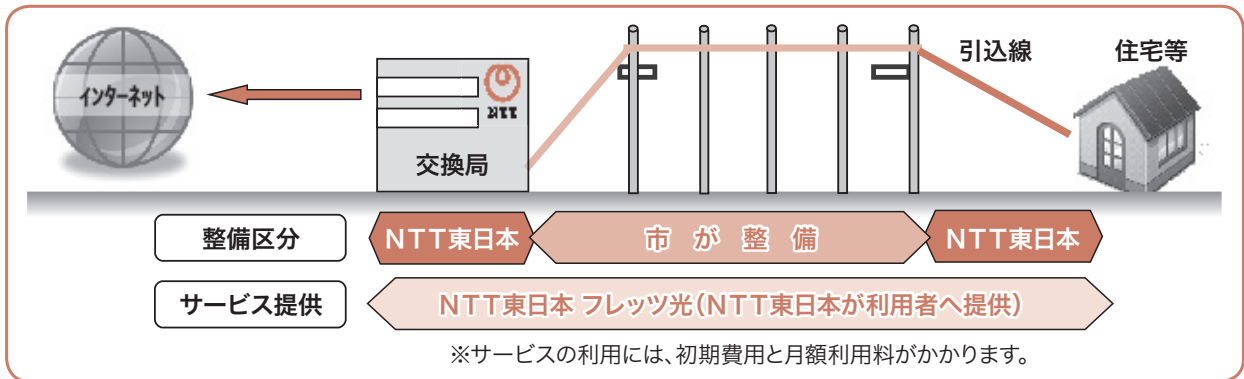 インターネット
NTT
交換局
引込線
住宅等
整備区分
NTT東日本
市が整備
NTT東日本
サービス提供
NTT東日本 フレッツ光(NTT東日本が利用者へ提供)
※サービスの利用には、初期費用と月額利用料がかかります。